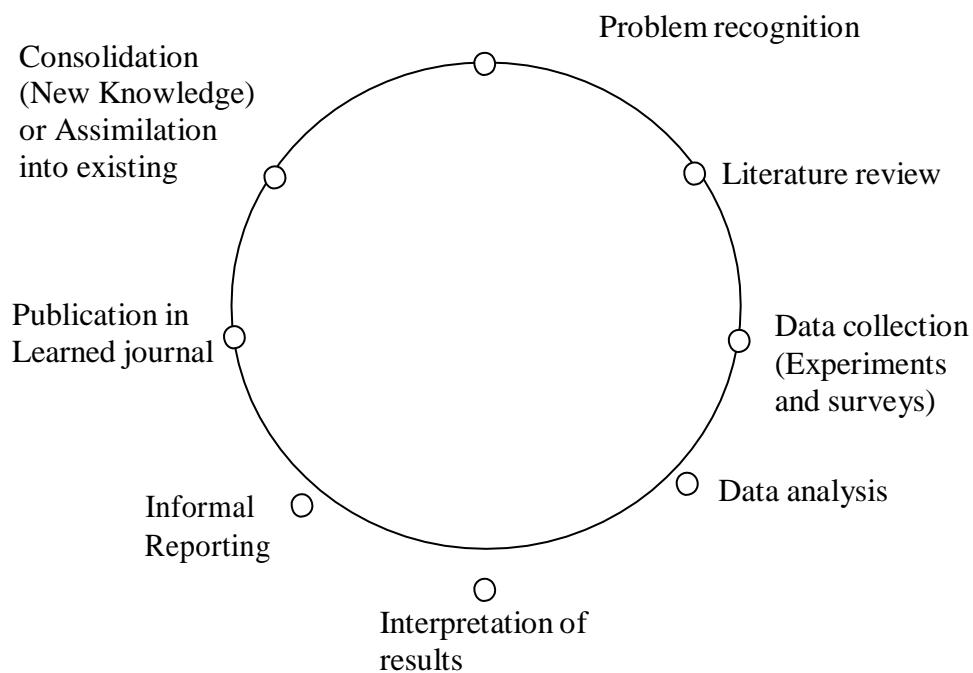 Problem recognition
Literature review
Data collection
(Experiments
and surveys)
Data analysis
Interpretation of
results
Informal
Reporting
Publication in
Learned journal
Consolidation
(New Knowledge)
or Assimilation
into existing